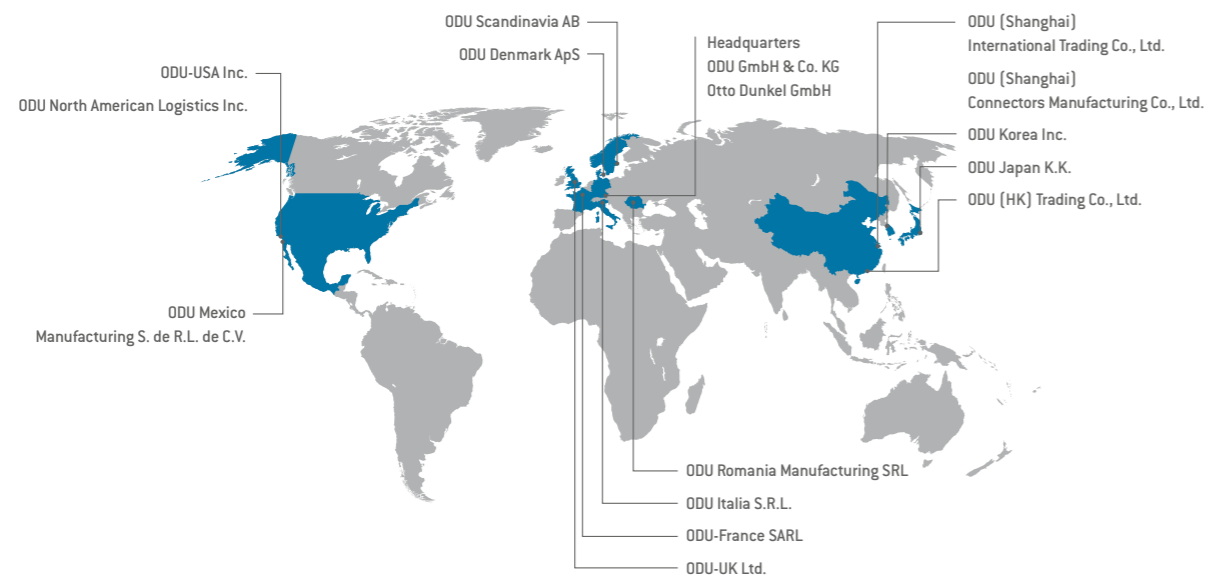 ODU Scandinavia AB
ODU Denmark ApS
Headquarters
ODU GmbH & Co. KG
Otto Dunkel GmbH
ODU (Shanghai)
International Trading Co., Ltd.
ODU (Shanghai)
Connectors Manufacturing Co., Ltd.
ODU Korea Inc.
ODU Japan K.K.
ODU (HK) Trading Co., Ltd.
ODU-USA Inc.
ODU North American Logistics Inc.
ODU Mexico
Manufacturing S. de R.L. de C.V.
ODU Romania Manufacturing SRL
ODU Italia S.R.L.
ODU-France SARL
ODU-UK Ltd.